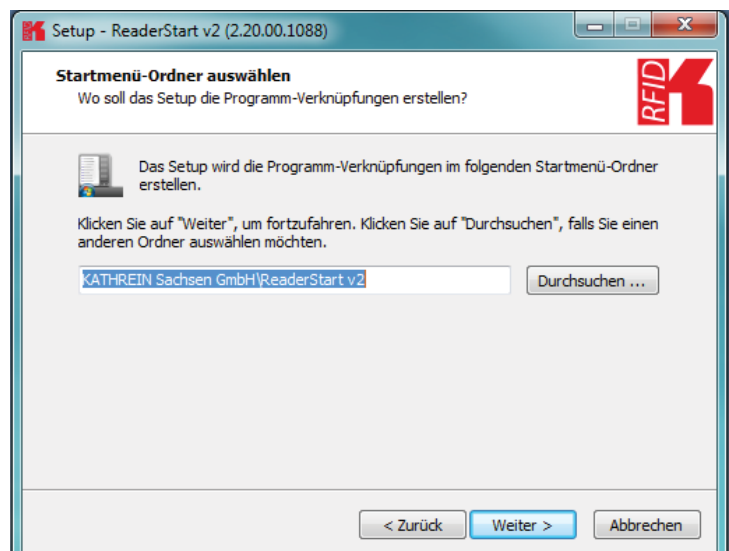 Setup - ReaderStart v2 (2.20.00.1088)
Startmenü-Ordner auswählen
Wo soll das Setup die Programm-Verknüpfungen erstellen?
RFID
Das Setup wird die Programm-Verknüpfungen im folgenden Startmenü-Ordner
erstellen.
Klicken Sie auf "Weiter", um fortzufahren. Klicken Sie auf "Durchsuchen", falls Sie einen
anderen Ordner auswählen möchten.
KATHREIN Sachsen GmbH\ReaderStart v2
Durchsuchen ...
< Zurück
Weiter >
Abbrechen